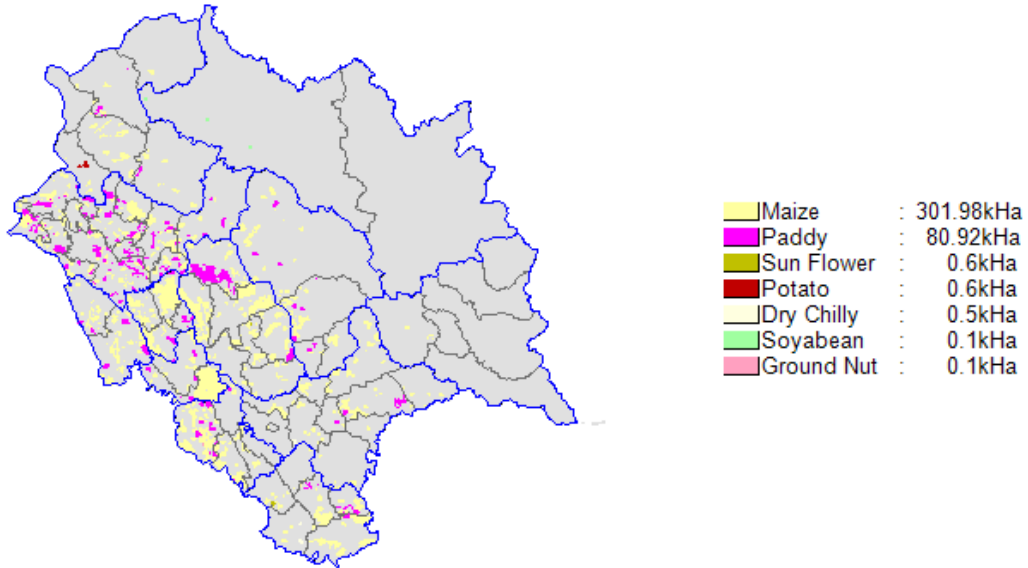 Maize : 301.98kHa
Paddy : 80.92kHa
Sun Flower : 0.6kHa
Potato : 0.6kHa
Dry Chilly : 0.5kHa
Soyabean : 0.1kHa
Ground Nut : 0.1kHa